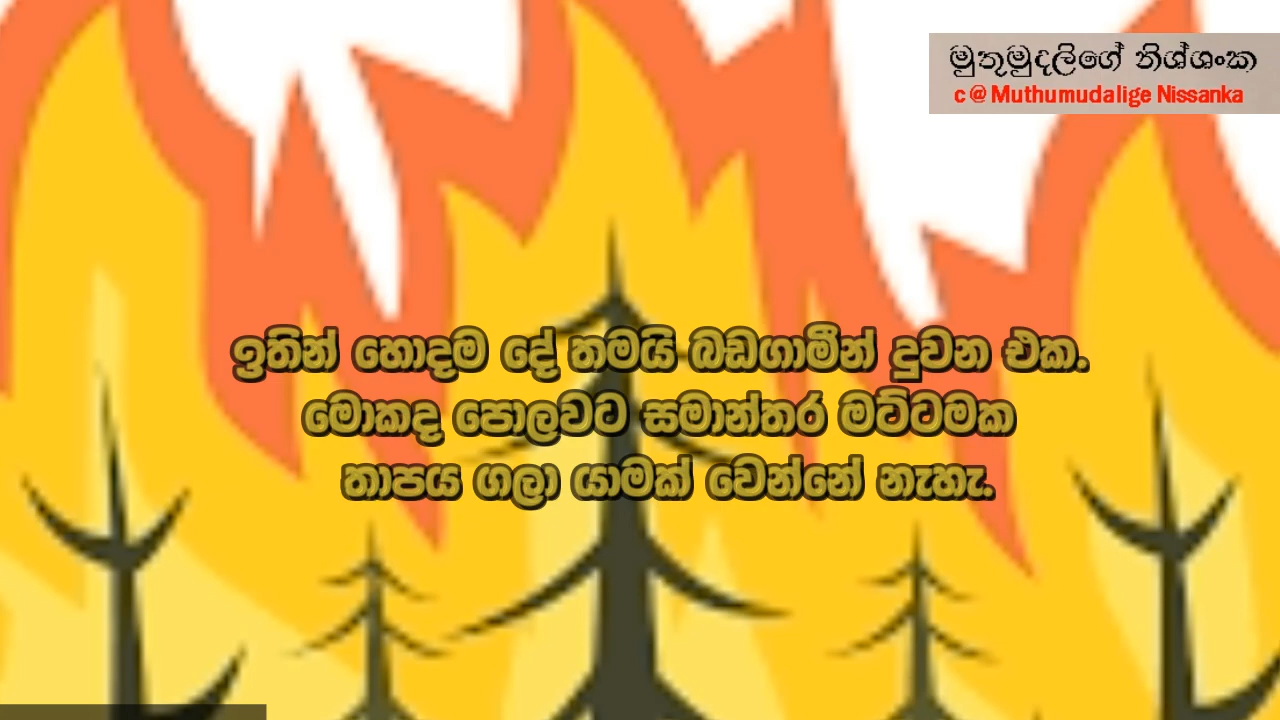 මුතුමුදලිගේ නිශ්ශංක
c@Muthumudalige Nissanka
ඉතින් හොදම දේ තමයි බඩගාමීන් දුවන එක.
මොකද පොලවට සමාන්තර මට්ටමක
තාපය ගලා යාමක් වෙන්නේ නැහැ.